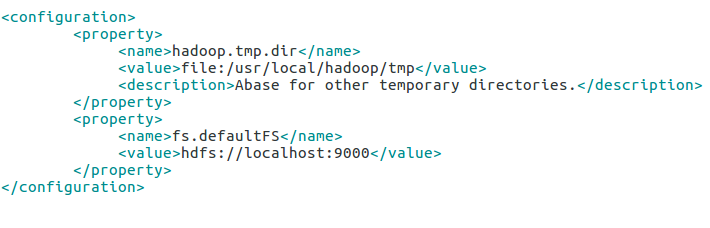 <configuration>
<property>
<name>hadoop.tmp.dir</name>
<value>file:/usr/local/hadoop/tmp</value>
<description>Abase for other temporary directories.</description>
</property>
<property>
<name>fs.defaultFS</name>
<value>hdfs://localhost:9000</value>
</property>
</configuration>